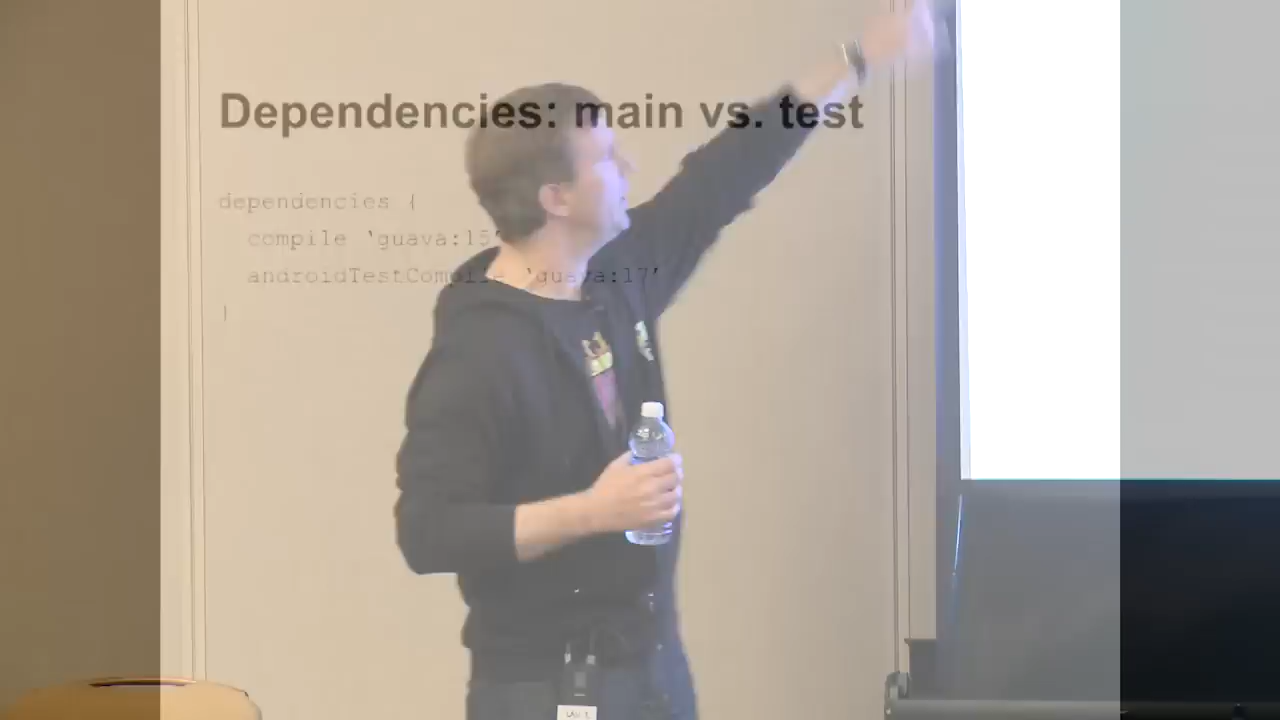 Dependencies: main vs. test
dependencies {
compile ‘guava:15’
androidTestCompile ‘guava:17’
}